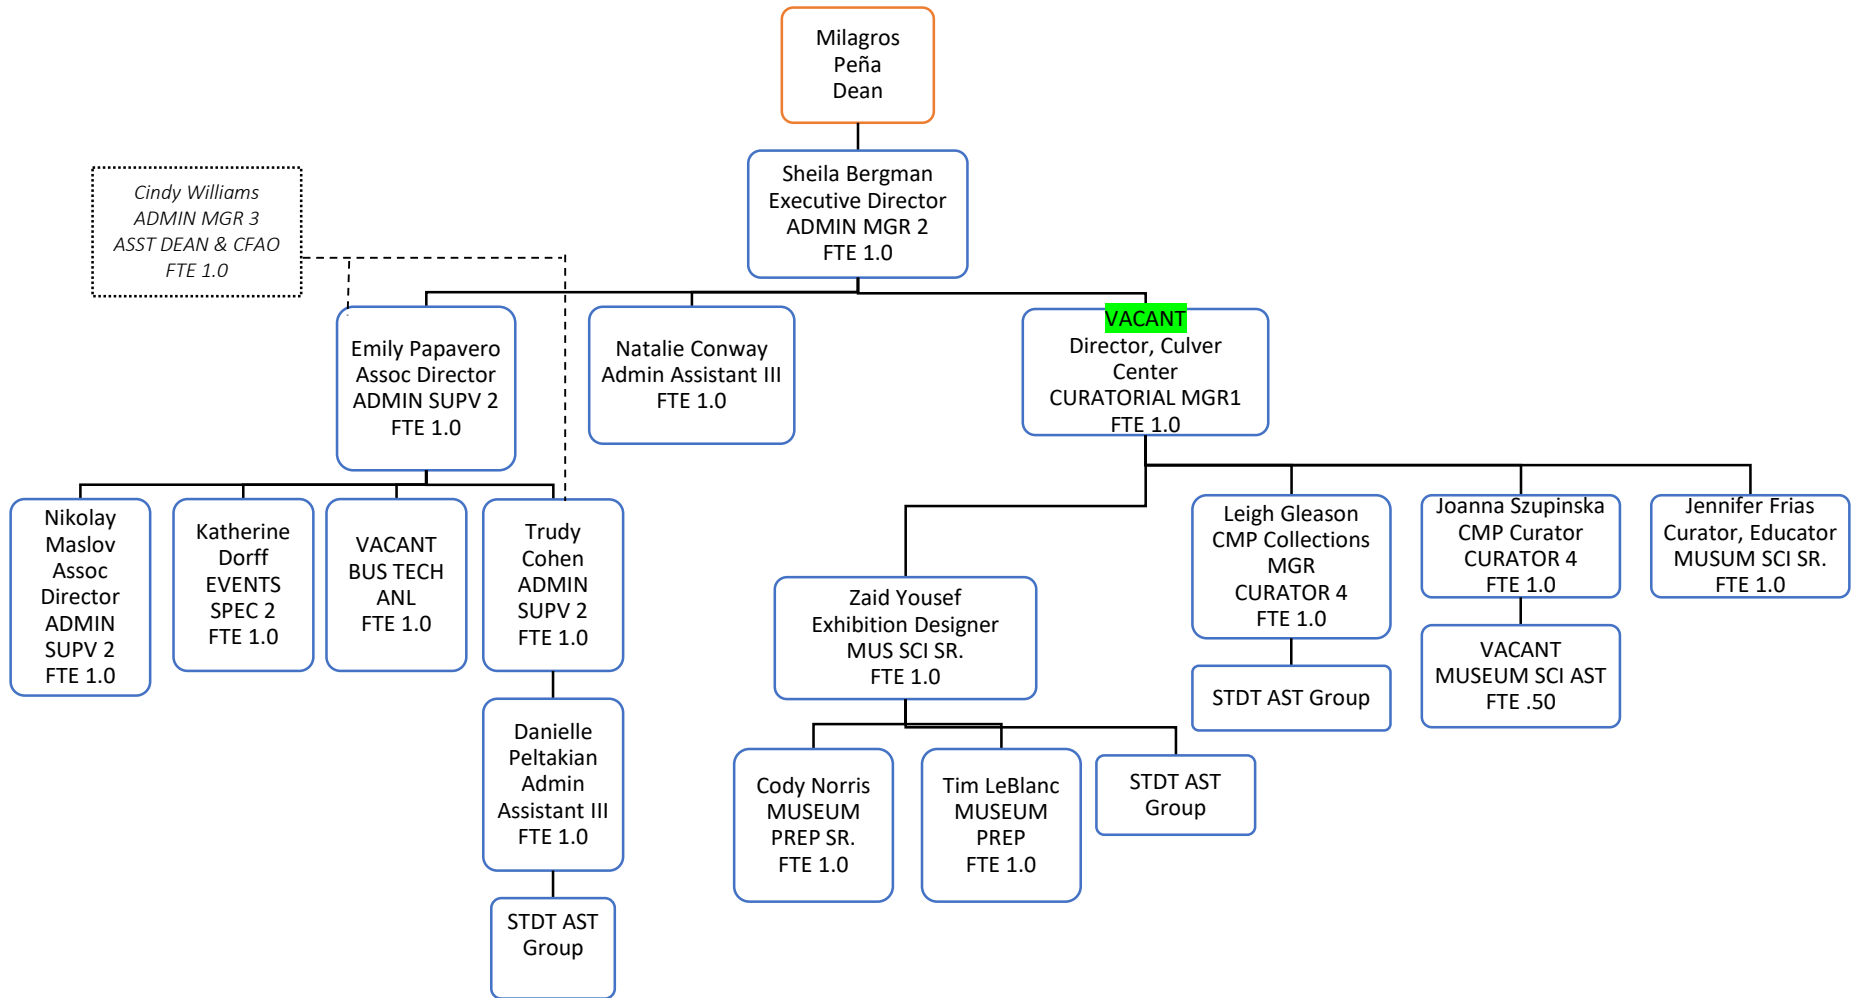 Milagros
Peña
Dean
Sheila Bergman
Executive Director
ADMIN MGR 2
FTE 1.0
Cindy Williams
ADMIN MGR 3
ASST DEAN & CFAO
FTE 1.0
Emily Papavero
Assoc Director
ADMIN SUPV 2
FTE 1.0
Natalie Conway
Admin Assistant III
FTE 1.0
VACANT
Director, Culver
Center
CURATORIAL MGR1
FTE 1.0
Nikolay
Maslov
Assoc
Director
ADMIN
SUPV 2
FTE 1.0
Katherine
Dorff
EVENTS
SPEC 2
FTE 1.0
VACANT
BUS TECH
ANL
FTE 1.0
Trudy
Cohen
ADMIN
SUPV 2
FTE 1.0
Danielle
Peltakian
Admin
Assistant III
FTE 1.0
STDT AST
Group
Zaid Yousef
Exhibition Designer
MUS SCI SR.
FTE 1.0
Cody Norris
MUSEUM
PREP SR.
FTE 1.0
Tim LeBlanc
MUSEUM
PREP
FTE 1.0
STDT AST
Group
Leigh Gleason
CMP Collections
MGR
CURATOR 4
FTE 1.0
STDT AST Group
Joanna Szupinska
CMP Curator
CURATOR 4
FTE 1.0
VACANT
MUSEUM SCI AST
FTE .50
Jennifer Frias
Curator, Educator
MUSUM SCI SR.
FTE 1.0